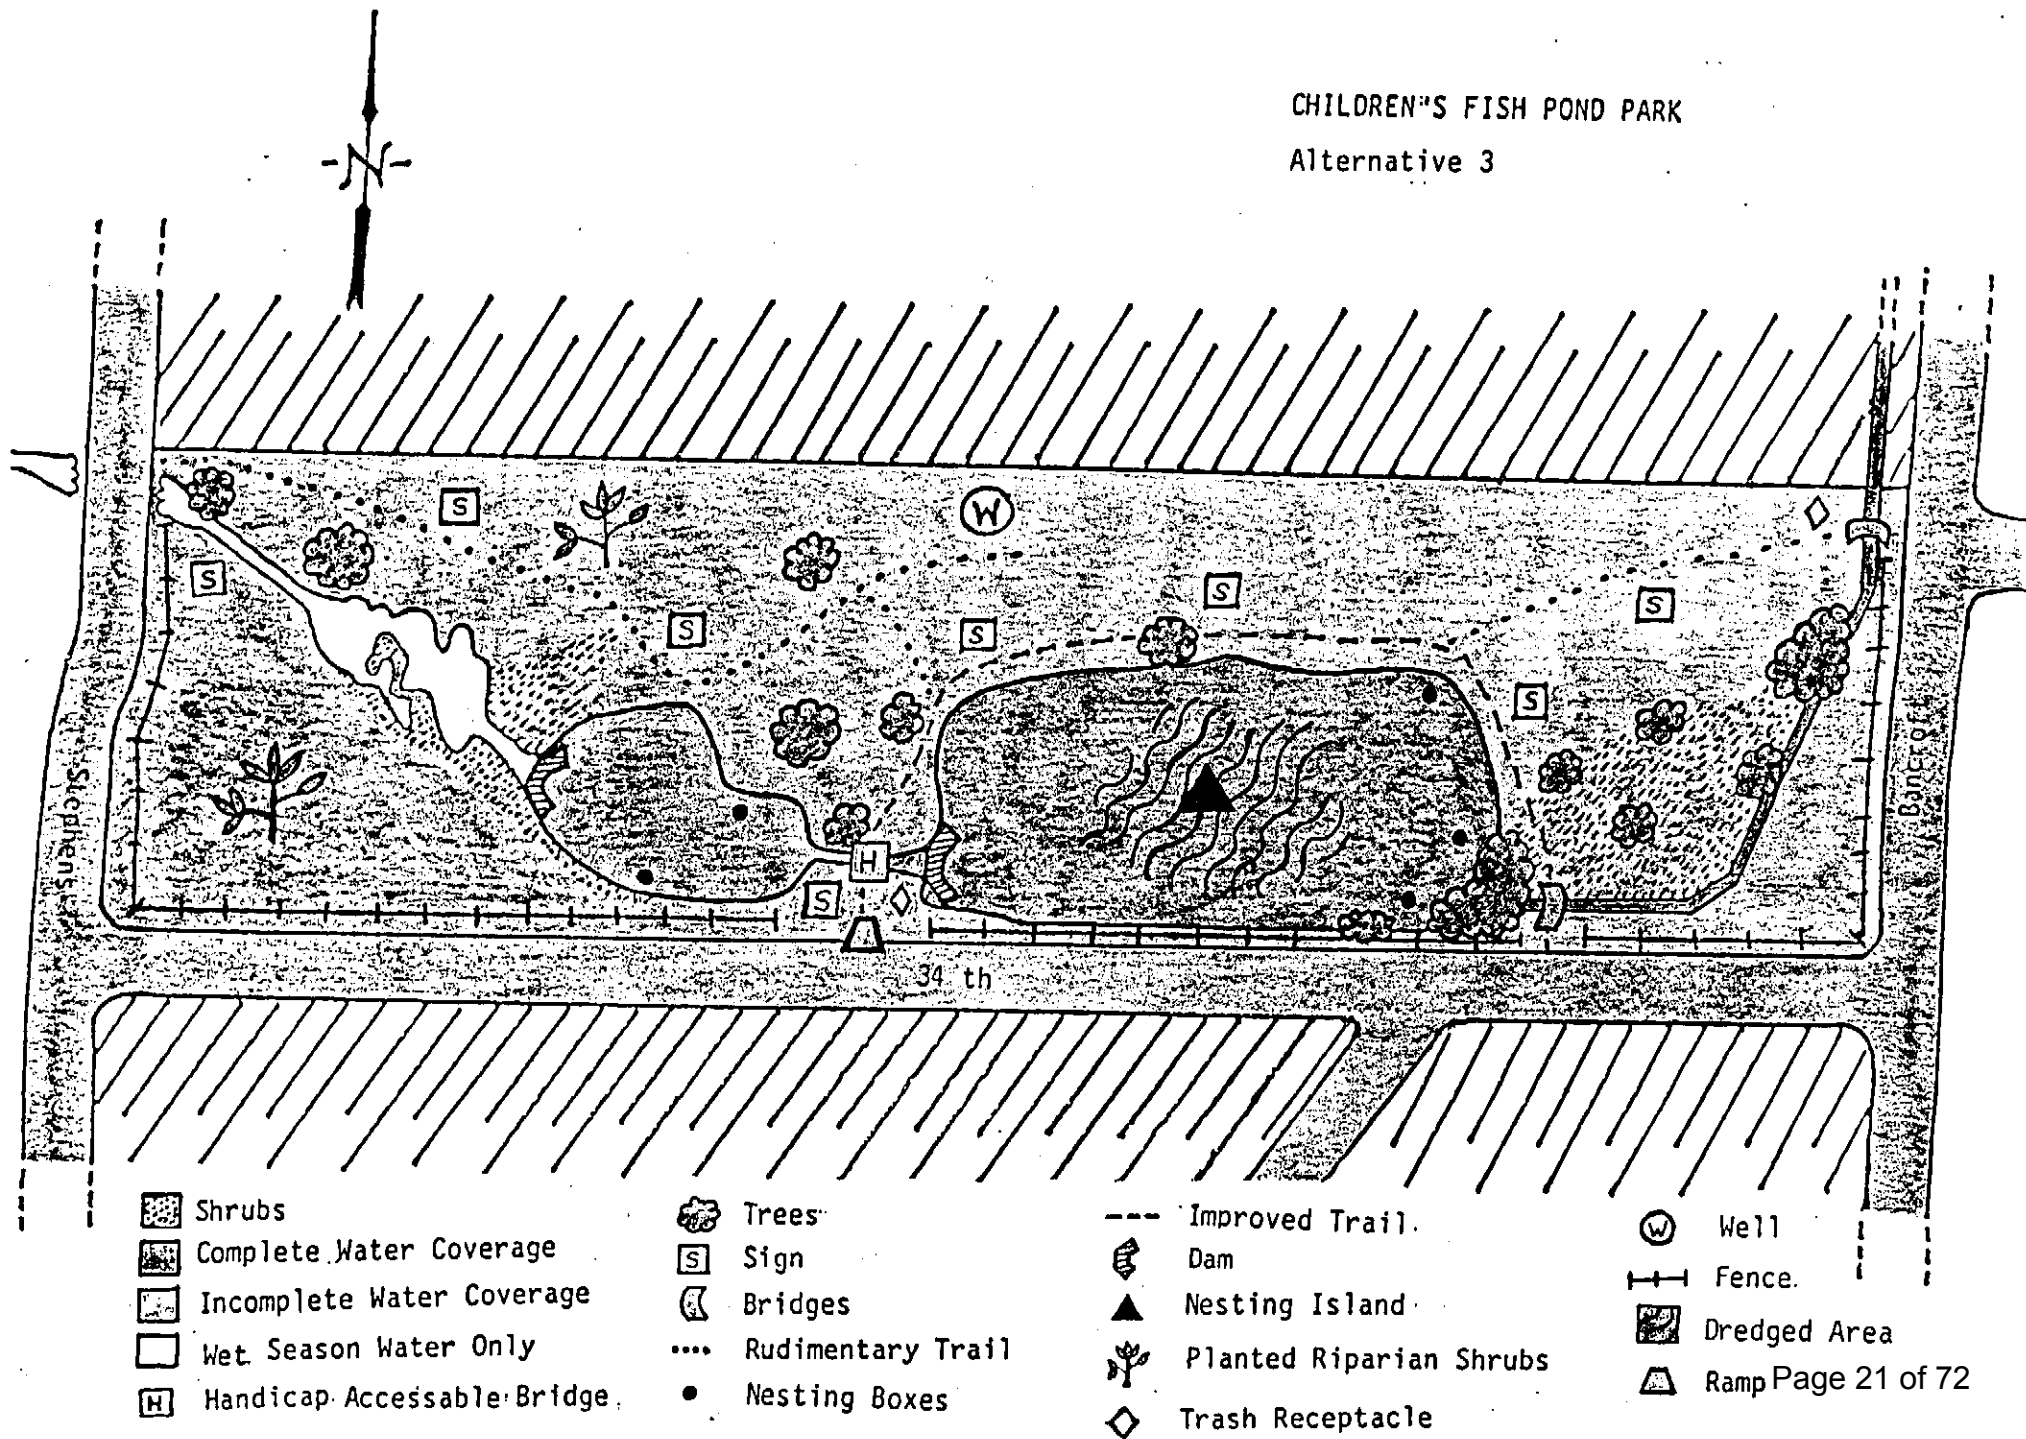 CHILDREN"S FISH POND PARK
Alternative 3
N
S
W
S
S
S
S
S
S
Stephens
Bancroft
H
S
34 th
Shrubs
Complete Water Coverage
Incomplete Water Coverage
Wet Season Water Only
H Handicap Accessable Bridge
Trees
S Sign
Bridges
Rudimentary Trail
Nesting Boxes
Improved Trail
Dam
Nesting Island
Planted Riparian Shrubs
Trash Receptacle
W Well
Fence
Dredged Area
Ramp Page 21 of 72